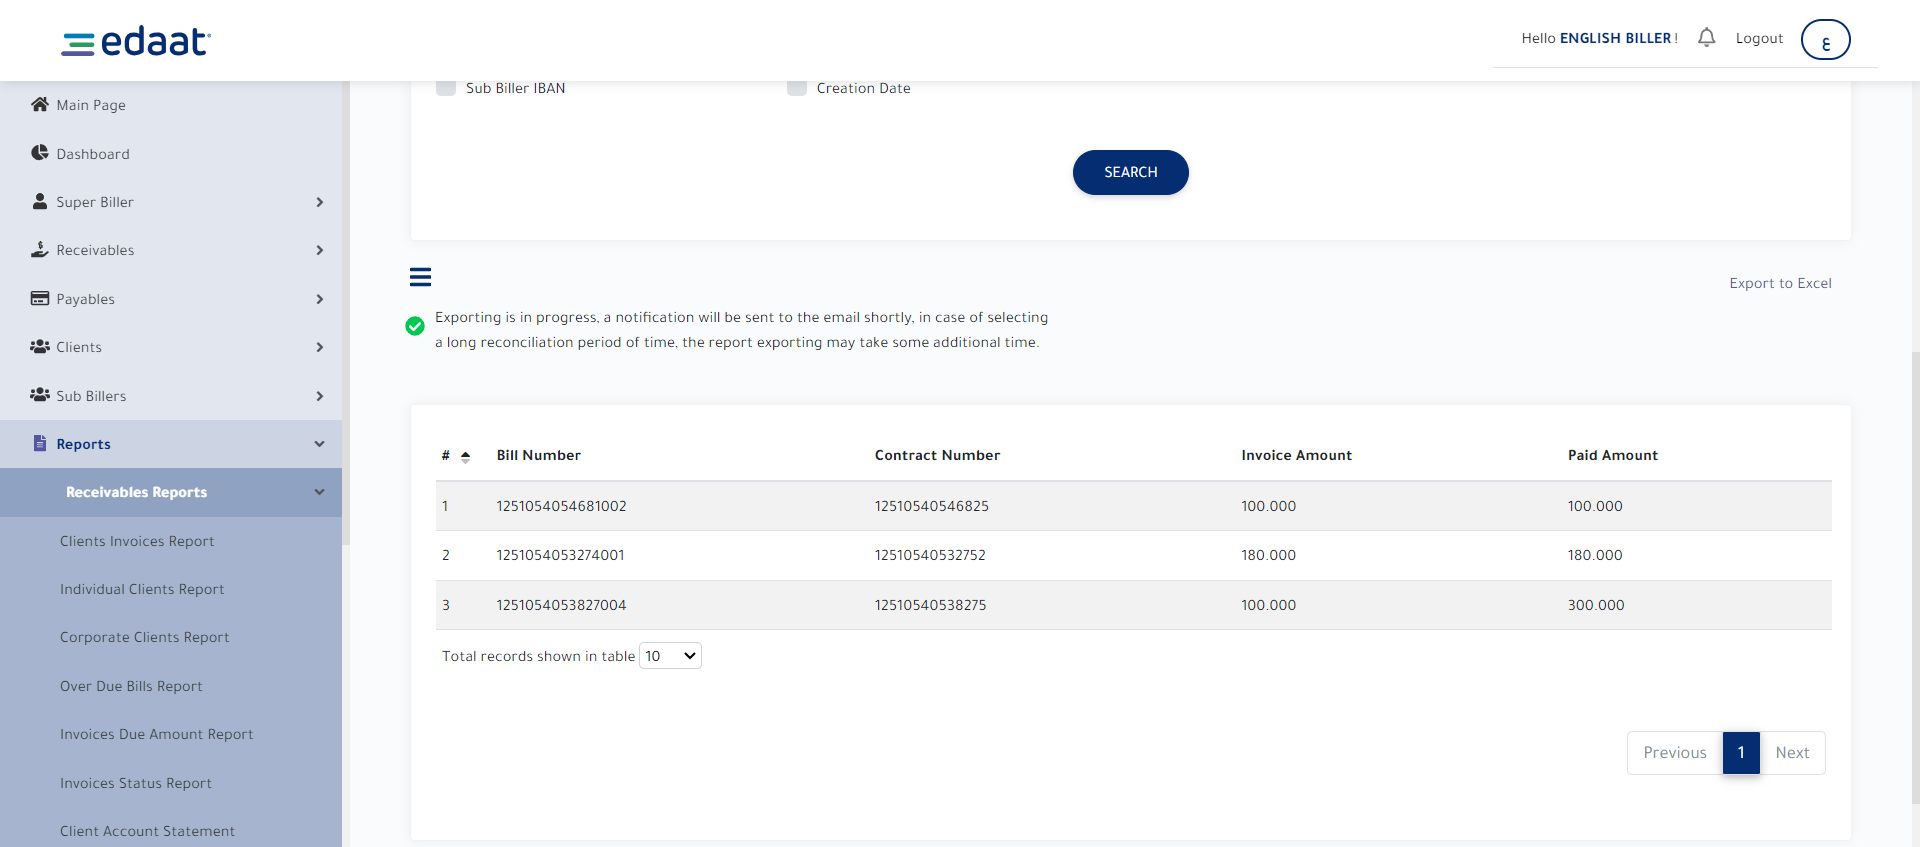 edaat
Hello ENGLISH BILLER !
Logout
ع
Main Page
Dashboard
Super Biller
Receivables
Payables
Clients
Sub Billers
Reports
Receivables Reports
Clients Invoices Report
Individual Clients Report
Corporate Clients Report
Over Due Bills Report
Invoices Due Amount Report
Invoices Status Report
Client Account Statement
Sub Biller IBAN
Creation Date
SEARCH
Export to Excel
Exporting is in progress, a notification will be sent to the email shortly, in case of selecting
a long reconciliation period of time, the report exporting may take some additional time.
# Bill Number Contract Number Invoice Amount Paid Amount
1 1251054054681002 12510540546825 100.000 100.000
2 1251054053274001 12510540532752 180.000 180.000
3 1251054053827004 12510540538275 100.000 300.000
Total records shown in table 10
Previous 1 Next